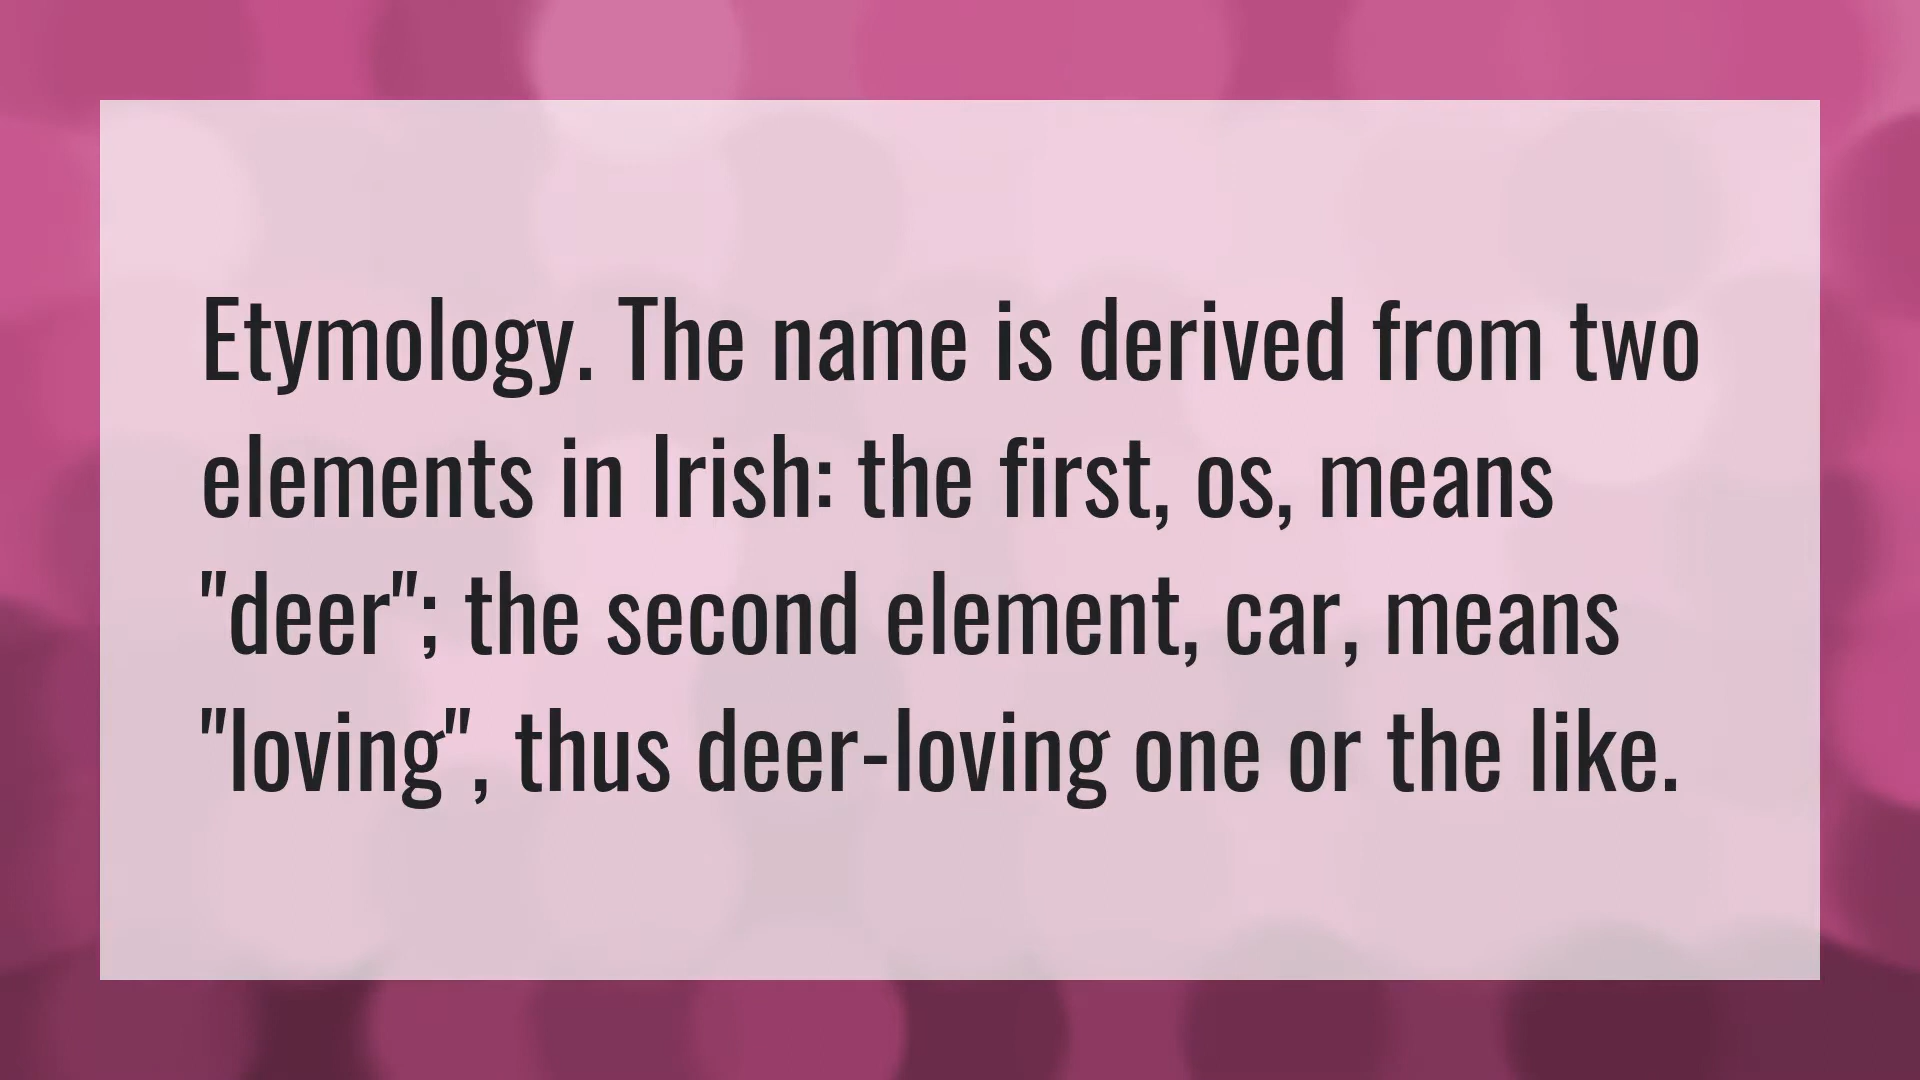 Etymology. The name is derived from two
elements in Irish: the first, os, means
"deer"; the second element, car, means
"loving", thus deer-loving one or the like.